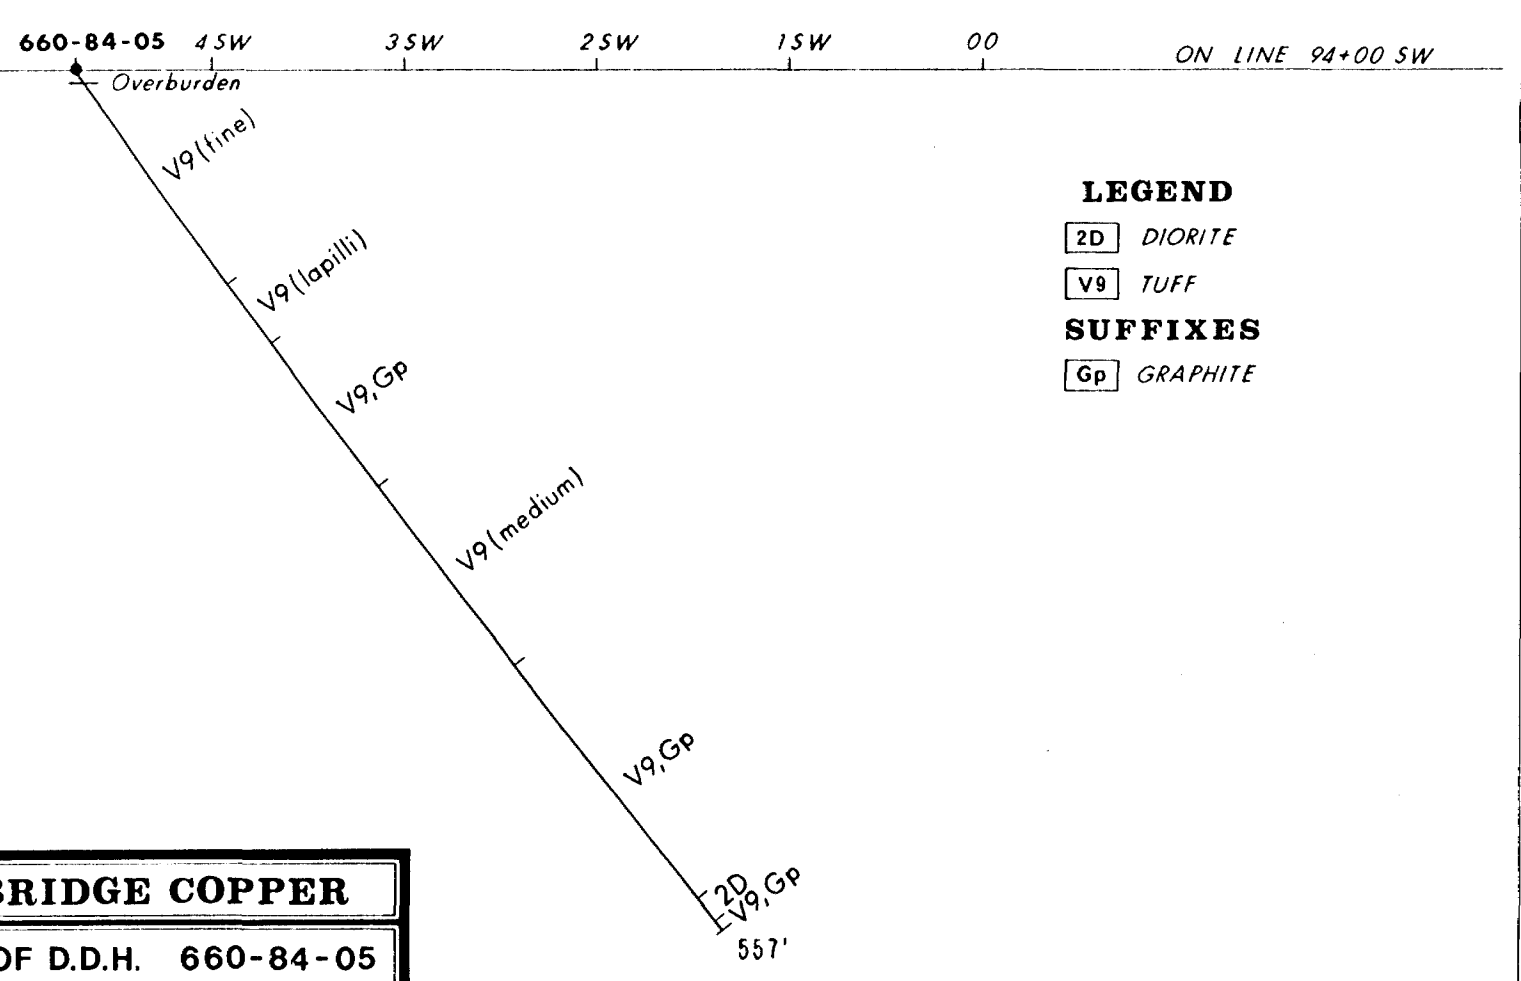 660-84-05 4SW 3SW 2SW 1SW 00 ON LINE 94+00 SW
Overburden
V9(fine)
V9(lapilli)
V9,Gp
V9(medium)
V9,Gp
2D
V9,Gp
557'
LEGEND
2D DIORITE
V9 TUFF
SUFFIXES
Gp GRAPHITE
BRIDGE COPPER
OF D.D.H. 660-84-05